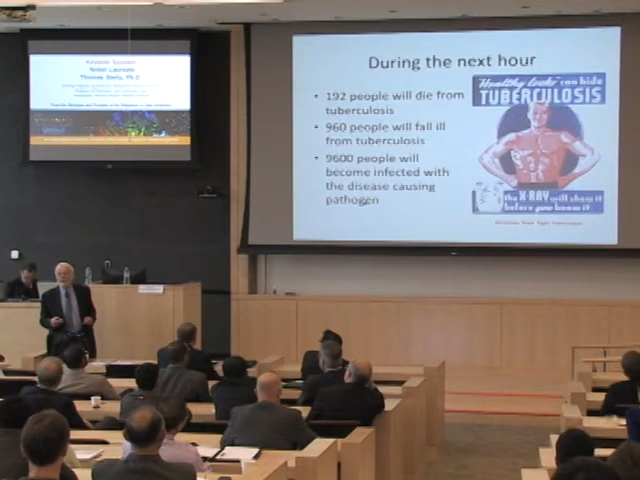 Keynote Speaker
Nobel Laureate
Thomas Steitz, Ph.D.
During the next hour
• 192 people will die from
tuberculosis
• 960 people will fall ill
from tuberculosis
• 9600 people will
become infected with
the disease causing
pathogen
"Healthy Looks" can hide
TUBERCULOSIS
the X-RAY will show it
before you know it